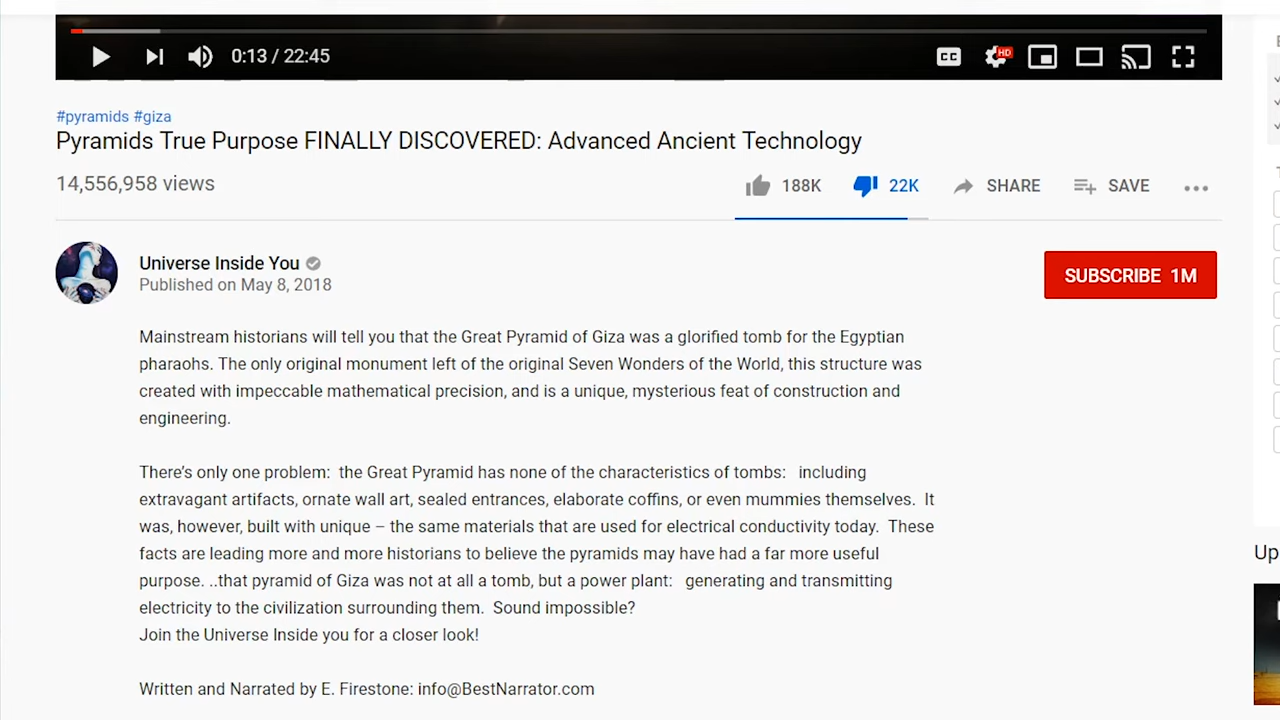 0:13 / 22:45
CC
HD
#pyramids #giza
Pyramids True Purpose FINALLY DISCOVERED: Advanced Ancient Technology
14,556,958 views
188K
22K
SHARE
SAVE
Universe Inside You
Published on May 8, 2018
SUBSCRIBE 1M
Mainstream historians will tell you that the Great Pyramid of Giza was a glorified tomb for the Egyptian
pharaohs. The only original monument left of the original Seven Wonders of the World, this structure was
created with impeccable mathematical precision, and is a unique, mysterious feat of construction and
engineering.
There's only one problem:  the Great Pyramid has none of the characteristics of tombs:   including
extravagant artifacts, ornate wall art, sealed entrances, elaborate coffins, or even mummies themselves.  It
was, however, built with unique – the same materials that are used for electrical conductivity today.  These
facts are leading more and more historians to believe the pyramids may have had a far more useful
purpose. ..that pyramid of Giza was not at all a tomb, but a power plant:   generating and transmitting
electricity to the civilization surrounding them.  Sound impossible?
Join the Universe Inside you for a closer look!
Written and Narrated by E. Firestone: info@BestNarrator.com
Up